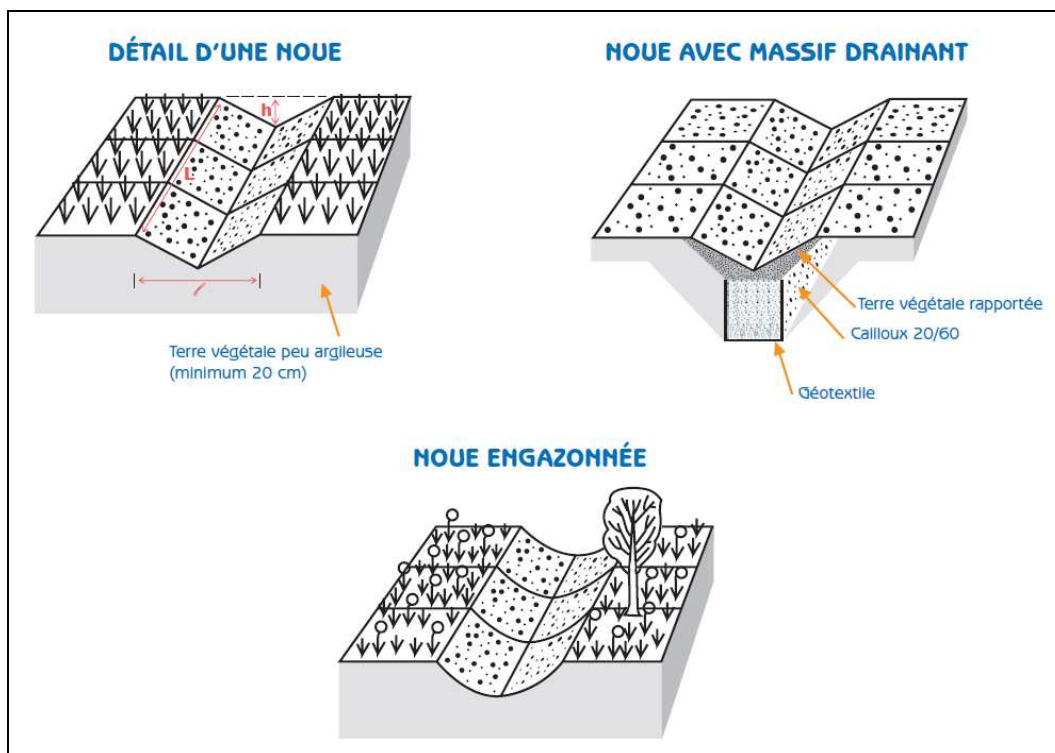 DÉTAIL D'UNE NOUE
h
L
l
Terre végétale peu argileuse
(minimum 20 cm)
NOUE AVEC MASSIF DRAINANT
Terre végétale rapportée
Cailloux 20/60
Géotextile
NOUE ENGAZONNÉE